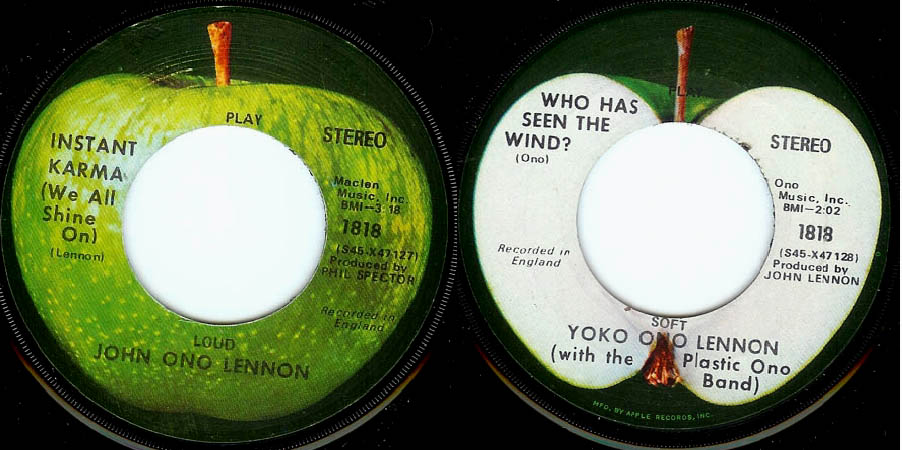 PLAY
INSTANT
KARMA
(We All
Shine
On)
(Lennon)
STEREO
Maclen
Music, Inc.
BMI—3:18
1818
(S45-X47127)
Produced by
PHIL SPECTOR
Recorded in
England
LOUD
JOHN ONO LENNON
PLAY
WHO HAS
SEEN THE
WIND?
(Ono)
STEREO
Ono
Music, Inc.
BMI—2:02
1818
(S45-X47128)
Produced by
JOHN LENNON
Recorded in
England
SOFT
YOKO ONO LENNON
(with the Plastic Ono
Band)
MFD. BY APPLE RECORDS, INC.